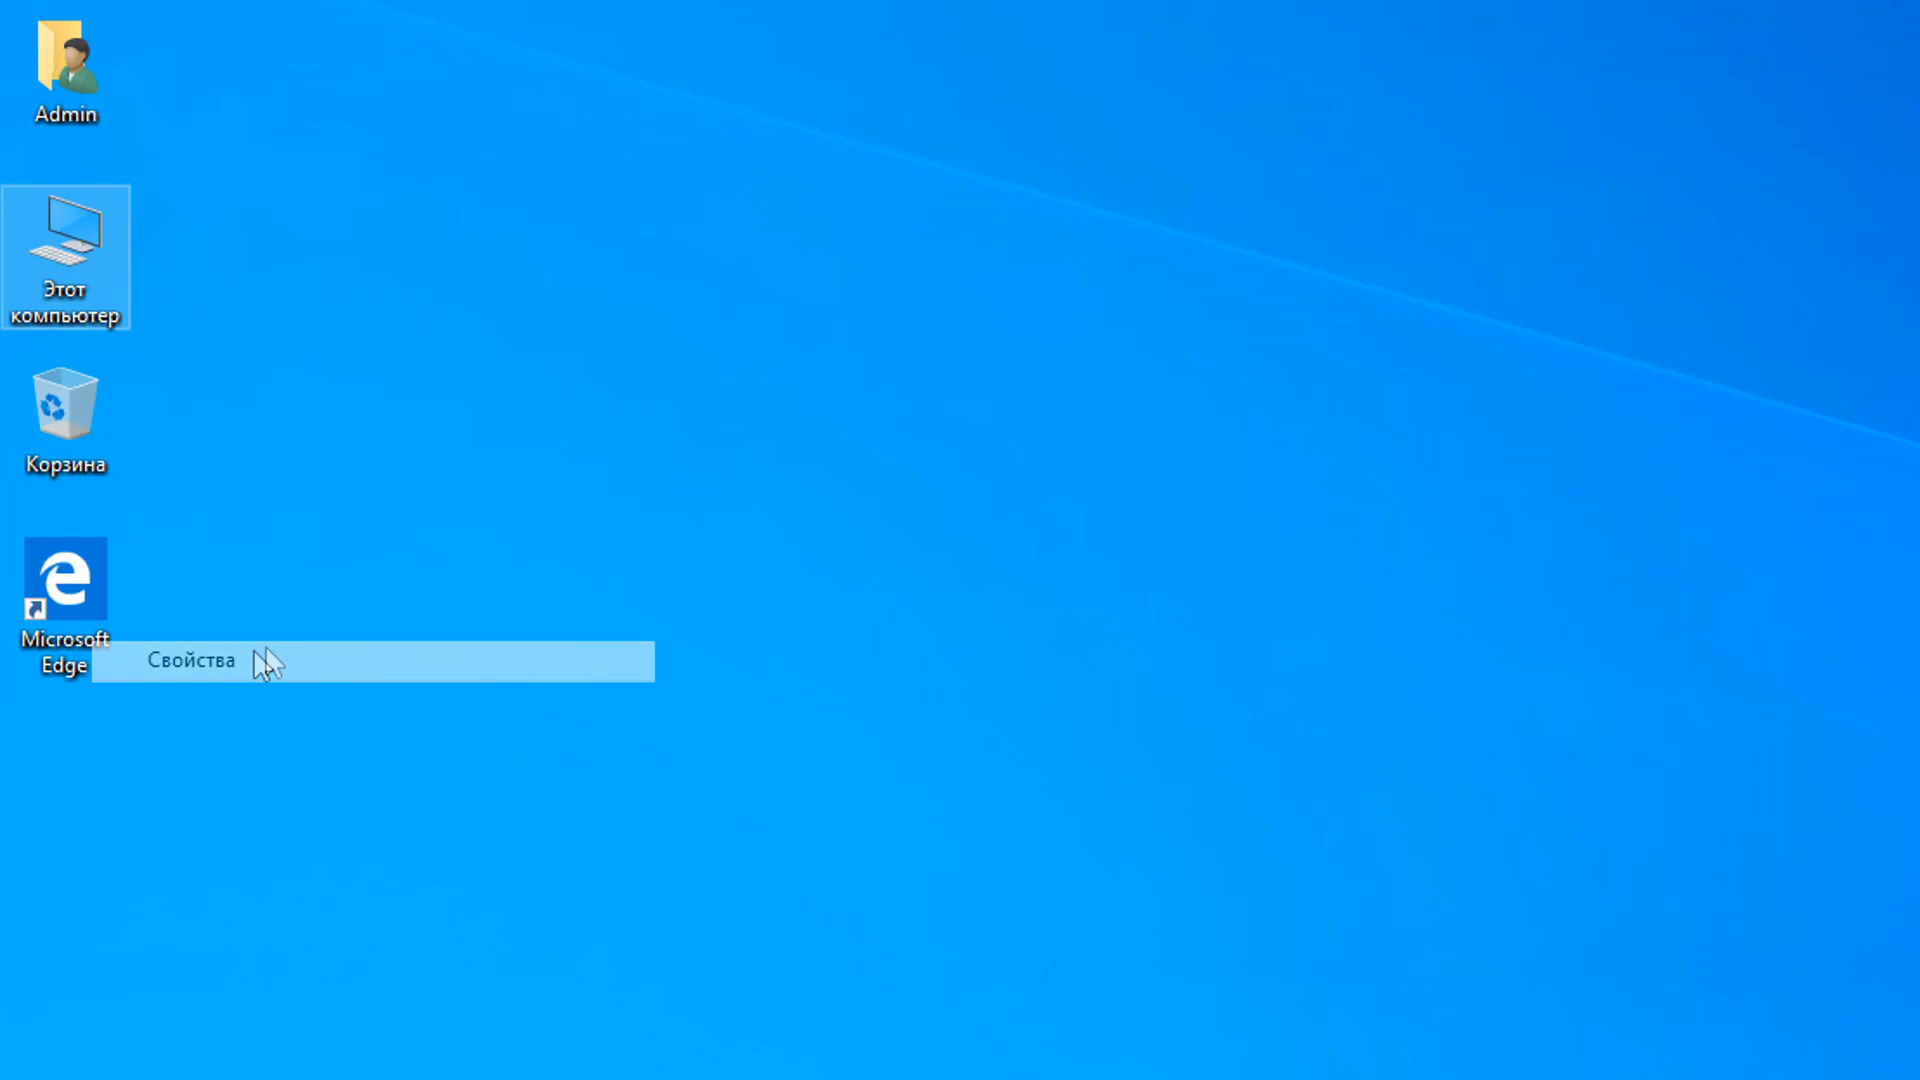 Admin
Этот
компьютер
Корзина
Microsoft
Edge
Свойства